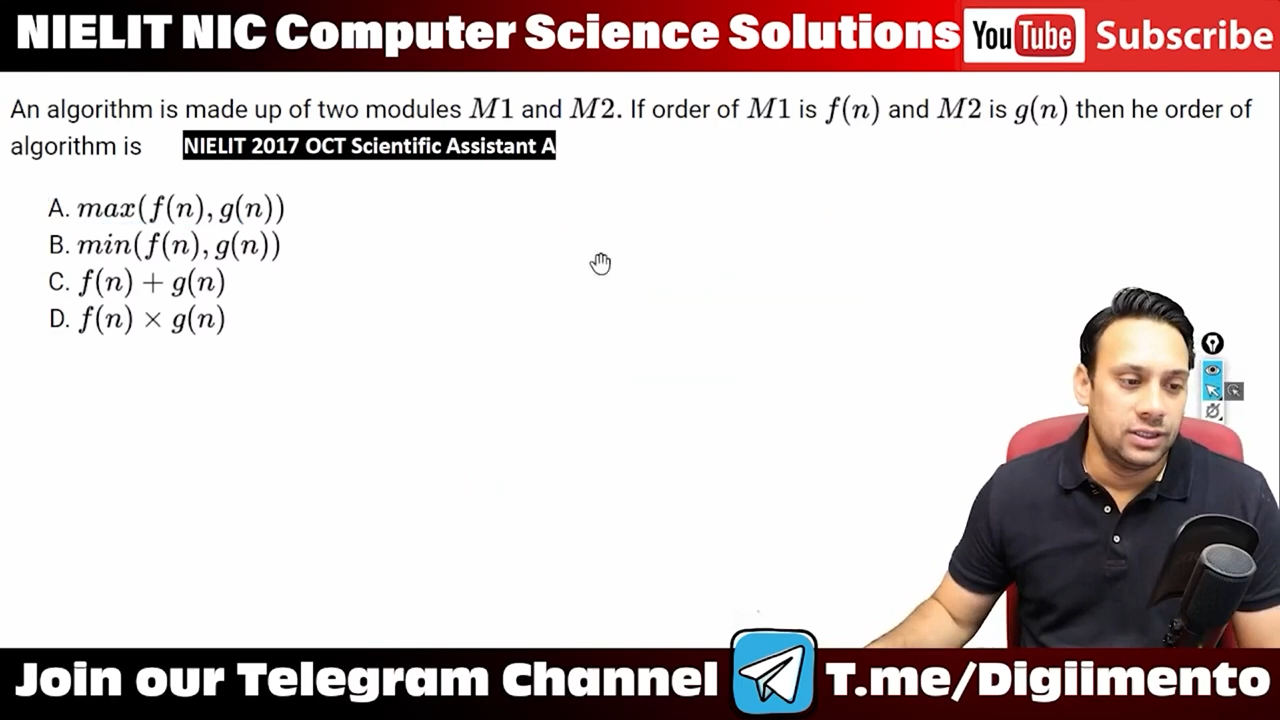 NIELIT NIC Computer Science Solutions YouTube Subscribe
An algorithm is made up of two modules M1 and M2. If order of M1 is f(n) and M2 is g(n) then he order of
algorithm is NIELIT 2017 OCT Scientific Assistant A
A. max(f(n), g(n))
B. min(f(n), g(n))
C. f(n) + g(n)
D. f(n) × g(n)
Join our Telegram Channel T.me/Digiimento